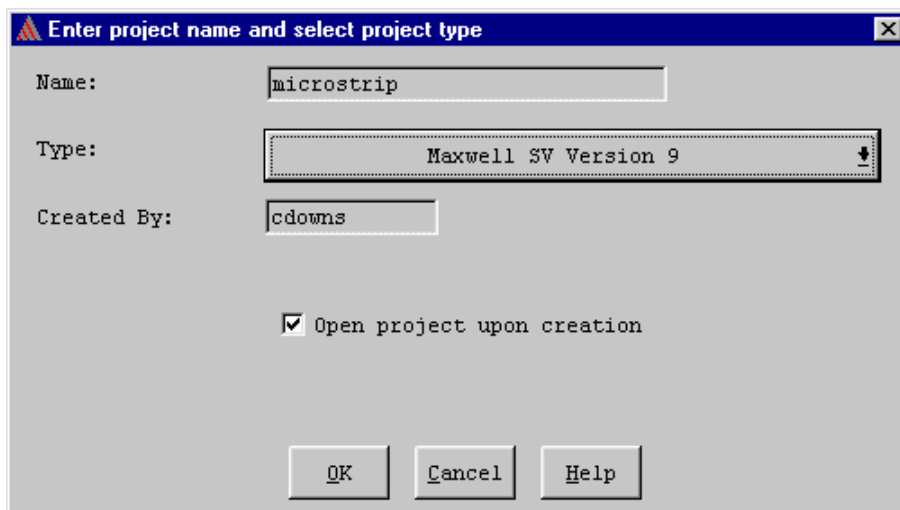 Enter project name and select project type
Name: microstrip
Type: Maxwell SV Version 9
Created By: cdowns
Open project upon creation
OK Cancel Help